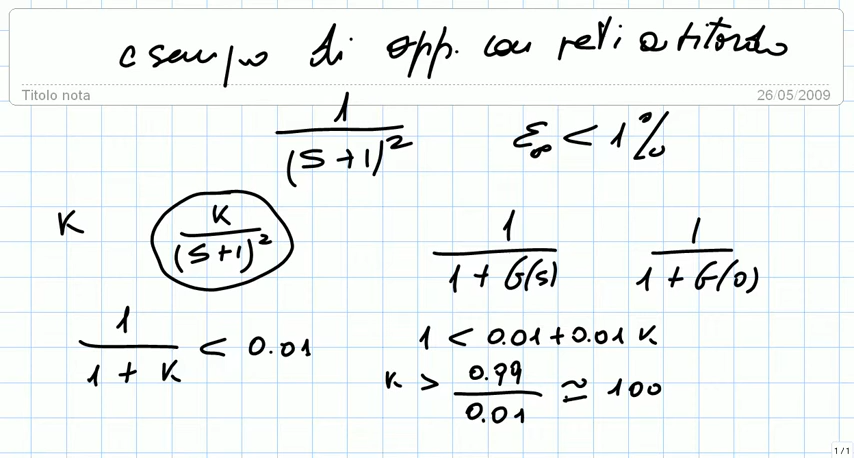 esempio di app. con reti a ritardo
Titolo nota 26/05/2009
1/(s+1)² ε∞ < 1%
K K/(s+1)² 1/(1 + G(s)) 1/(1 + G(0))
1/(1 + K) < 0.01 1 < 0.01 + 0.01 K
K > 0.99/0.01 ≅ 100
1/1